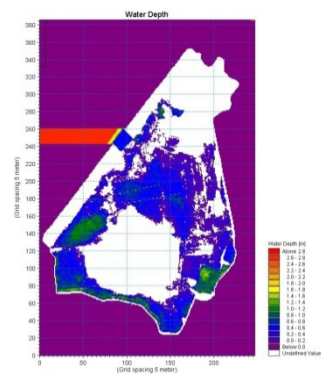 Water Depth
380
360
340
320
300
280
260
240
220
200
180
160
140
120
100
80
60
40
20
0
(Grid spacing 5 meter)
0 50 100 150 200
(Grid spacing 5 meter)
Water Depth [m]
Above 2.8
2.6 - 2.8
2.4 - 2.6
2.2 - 2.4
2.0 - 2.2
1.8 - 2.0
1.6 - 1.8
1.4 - 1.6
1.2 - 1.4
1.0 - 1.2
0.8 - 1.0
0.6 - 0.8
0.4 - 0.6
0.2 - 0.4
0.0 - 0.2
Below 0.0
Undefined Value